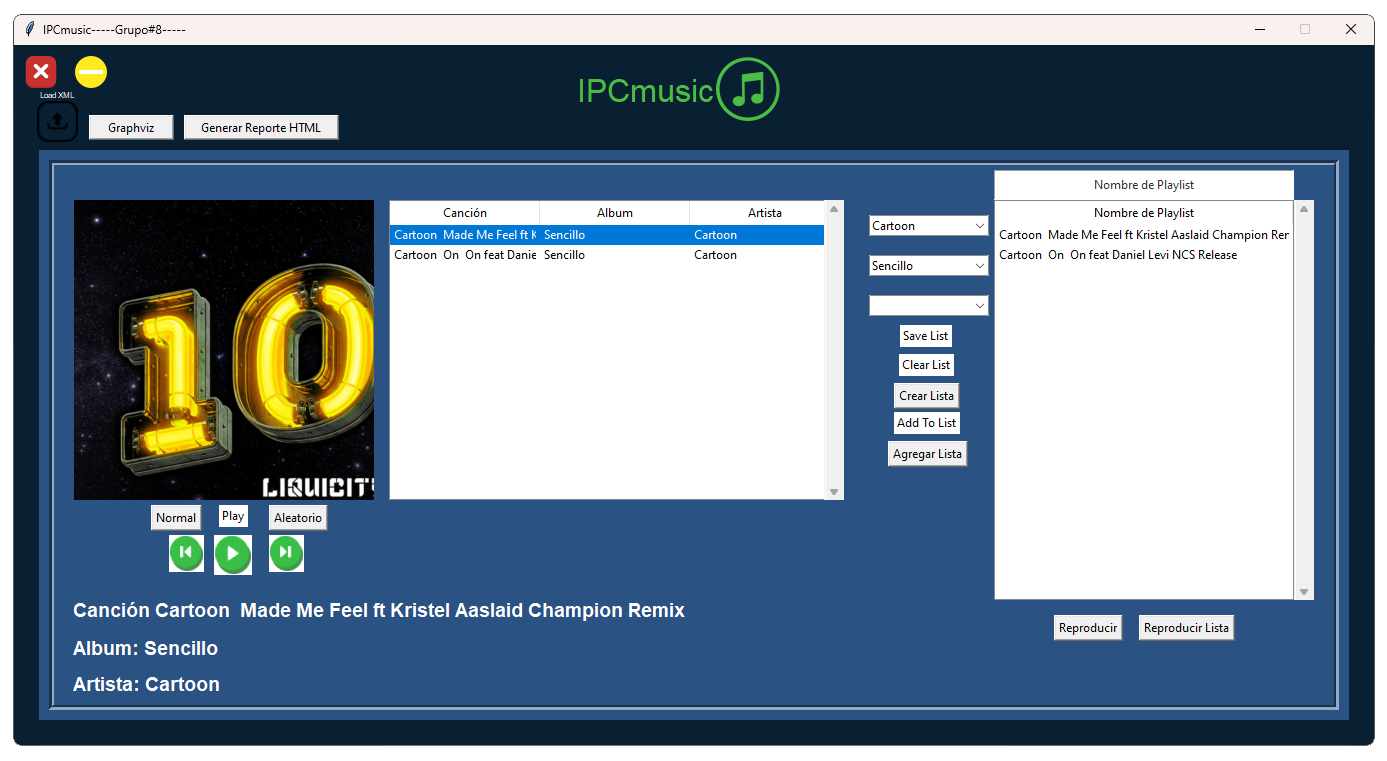 IPCmusic-----Grupo#8-----
IPCmusic
Load XML
Graphviz
Generar Reporte HTML
Nombre de Playlist
Canción Album Artista
Cartoon  Made Me Feel ft K Sencillo Cartoon
Cartoon  On  On feat Danie Sencillo Cartoon
10
LIQUICIT
Cartoon
Sencillo
Save List
Clear List
Crear Lista
Add To List
Agregar Lista
Nombre de Playlist
Cartoon  Made Me Feel ft Kristel Aaslaid Champion Rer
Cartoon  On  On feat Daniel Levi NCS Release
Normal
Play
Aleatorio
Canción Cartoon  Made Me Feel ft Kristel Aaslaid Champion Remix
Album: Sencillo
Artista: Cartoon
Reproducir
Reproducir Lista